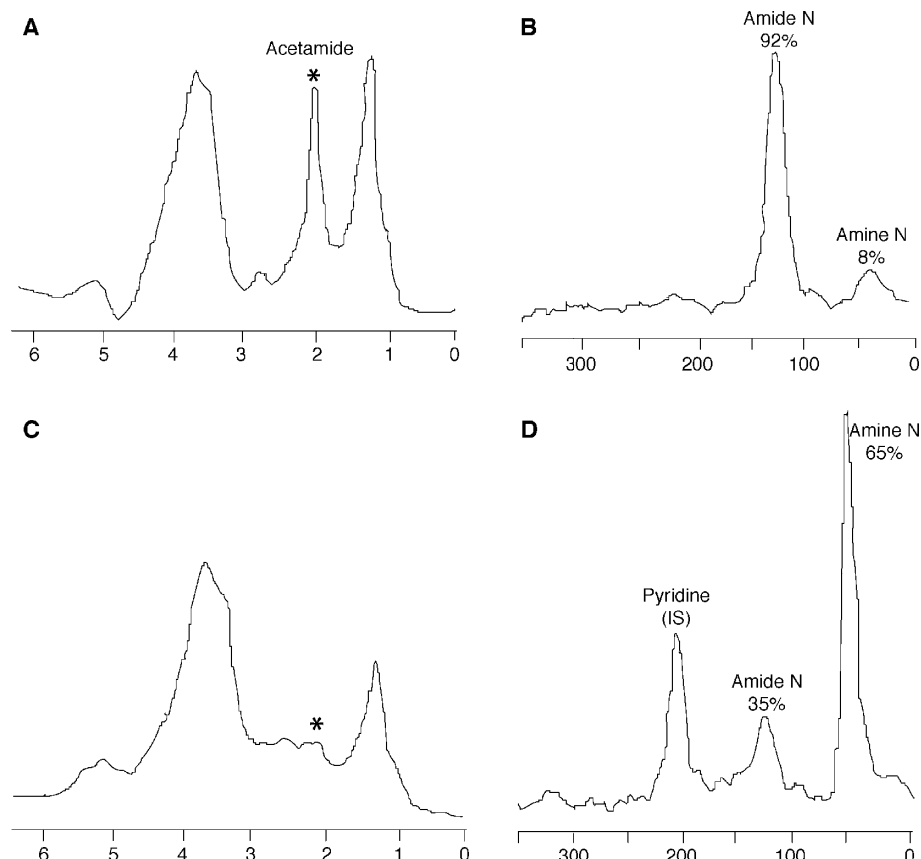 A
Acetamide
*
6 5 4 3 2 1 0
B
Amide N
92%
Amine N
8%
300 200 100 0
C
*
6 5 4 3 2 1 0
D
Amine N
65%
Pyridine
(IS)
Amide N
35%
300 200 100 0